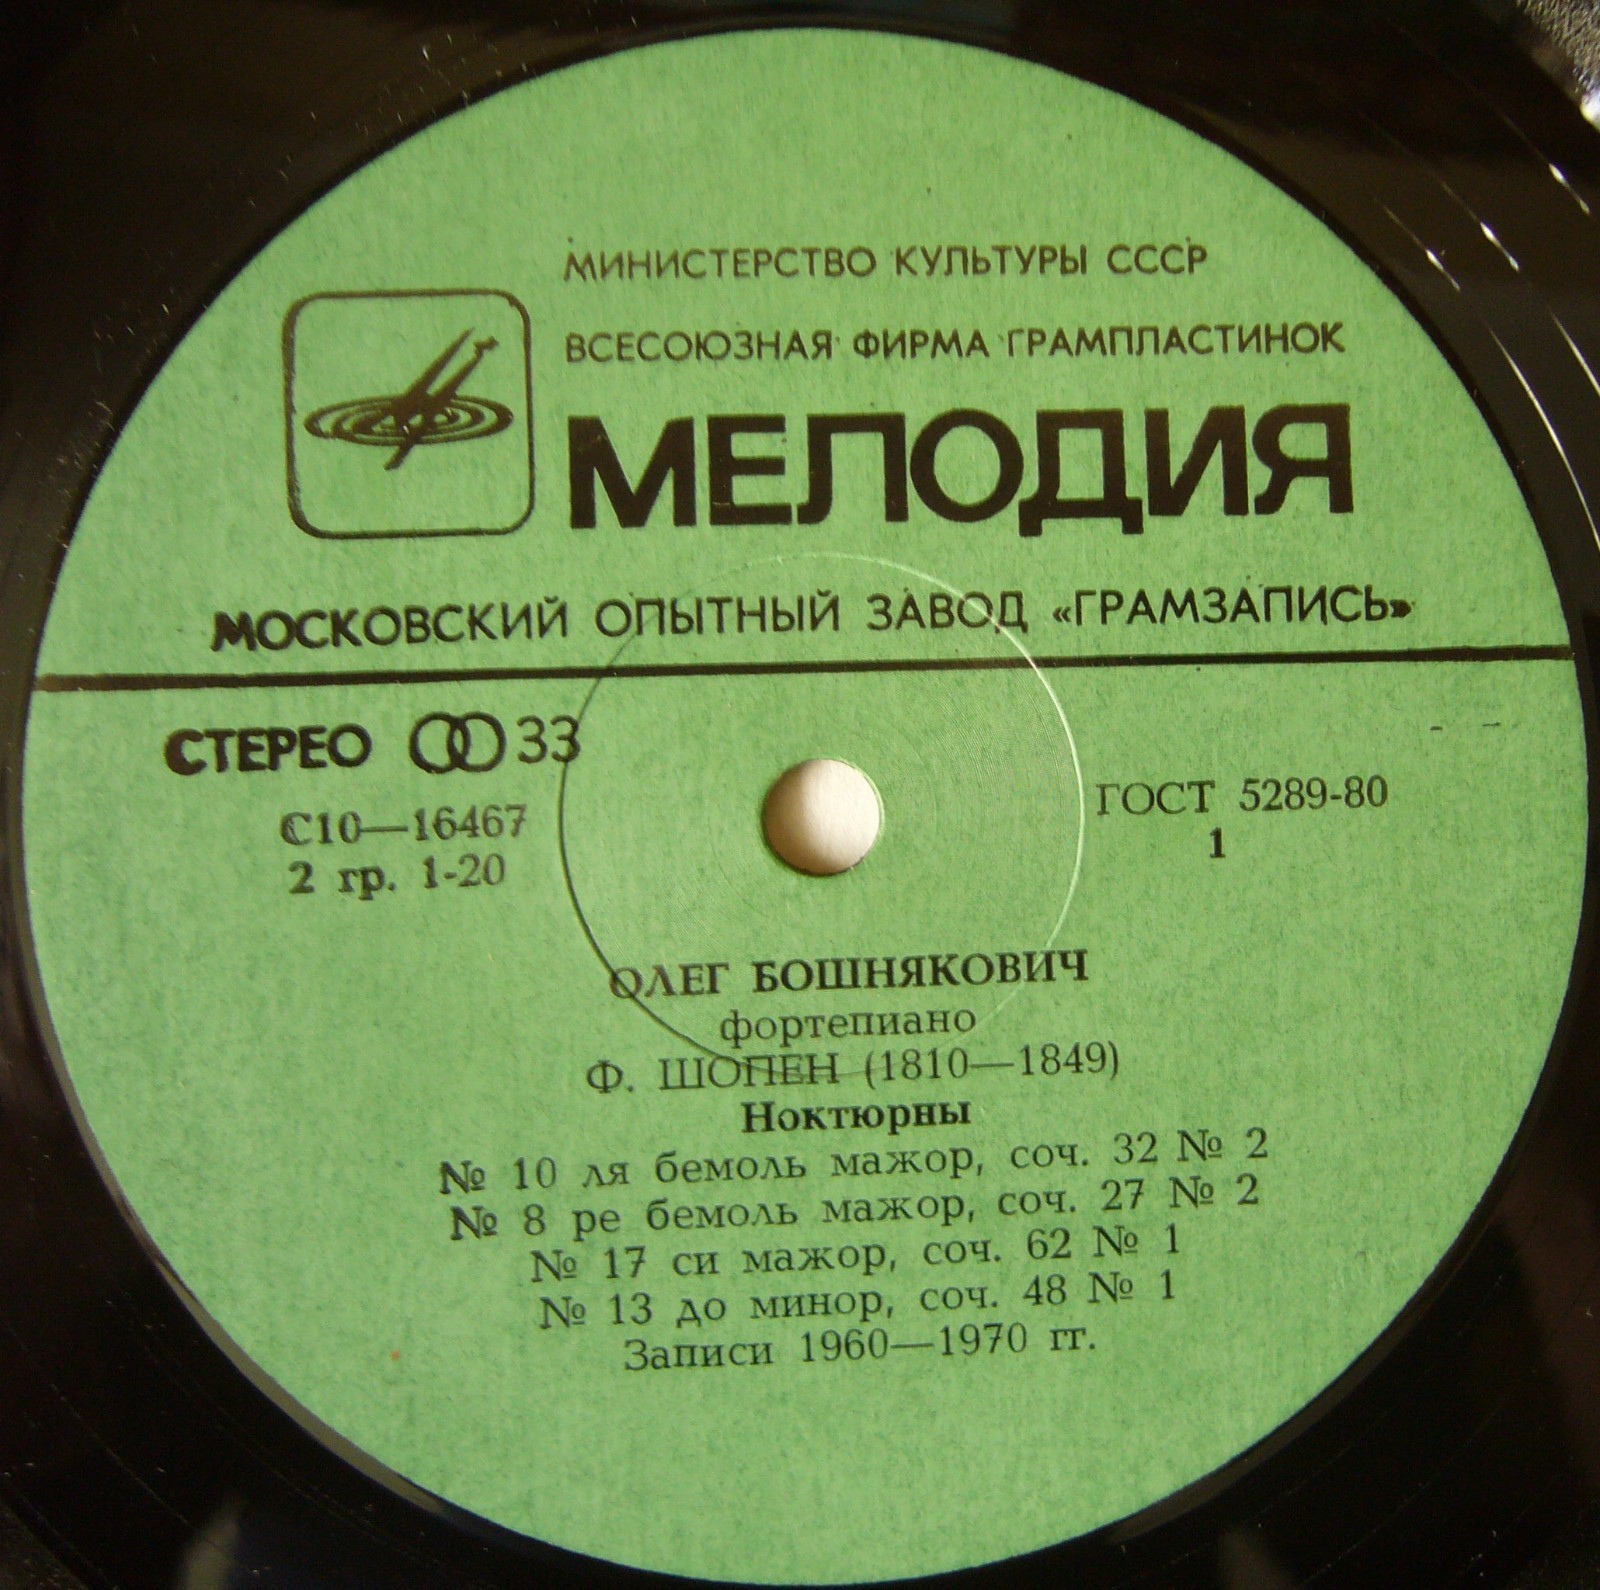 МИНИСТЕРСТВО КУЛЬТУРЫ СССР
ВСЕСОЮЗНАЯ ФИРМА ГРАМПЛАСТИНОК
МЕЛОДИЯ
МОСКОВСКИЙ ОПЫТНЫЙ ЗАВОД «ГРАМЗАПИСЬ»
СТЕРЕО 33
С10—16467
2 гр. 1-20
ГОСТ 5289-80
1
ОЛЕГ БОШНЯКОВИЧ
фортепиано
Ф. ШОПЕН (1810—1849)
Ноктюрны
№ 10 ля бемоль мажор, соч. 32 № 2
№ 8 ре бемоль мажор, соч. 27 № 2
№ 17 си мажор, соч. 62 № 1
№ 13 до минор, соч. 48 № 1
Записи 1960—1970 гг.